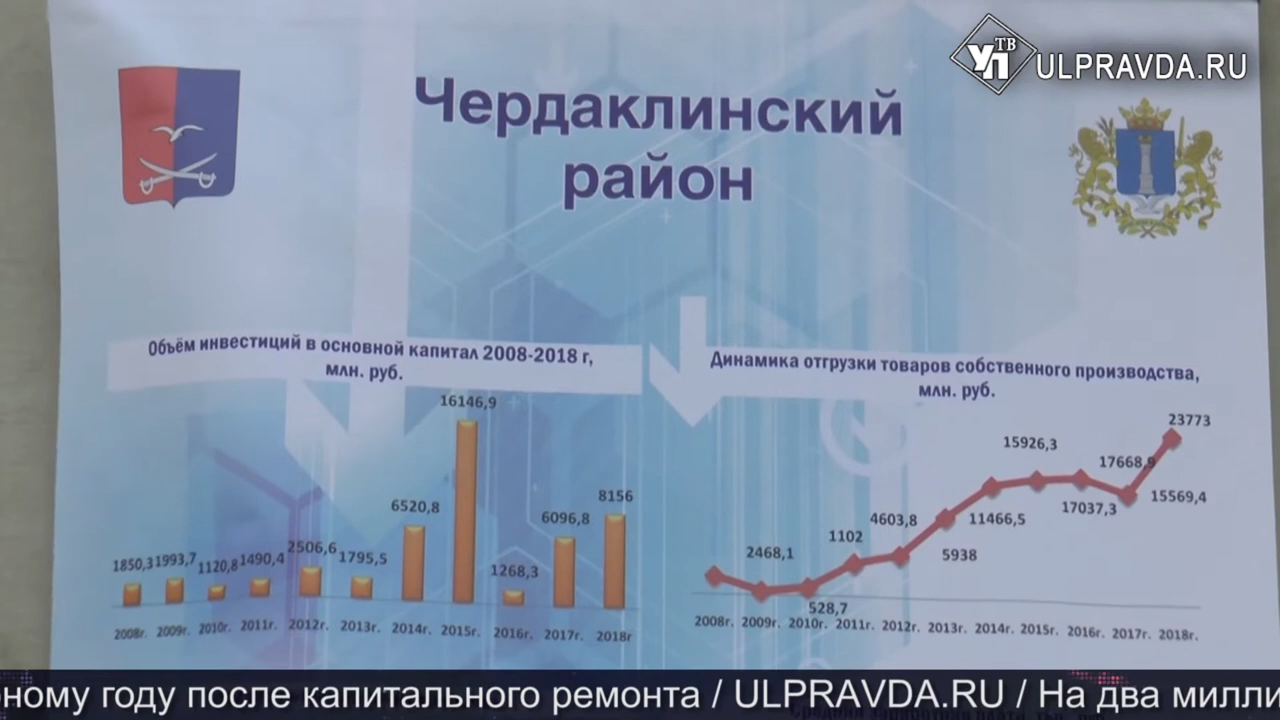 УП ТВ ULPRAVDA.RU
Чердаклинский
район
Объём инвестиций в основной капитал 2008-2018 г,
млн. руб.
16146,9
6520,8
8156
6096,8
1850,3 1993,7 1120,8 1490,4 2506,6 1795,5
1268,3
2008г. 2009г. 2010г. 2011г. 2012г. 2013г. 2014г. 2015г. 2016г. 2017г. 2018г
Динамика отгрузки товаров собственного производства,
млн. руб.
23773
15926,3
17668,9
15569,4
17037,3
4603,8
11466,5
1102
2468,1
5938
528,7
2008г. 2009г. 2010г. 2011г. 2012г. 2013г. 2014г. 2015г. 2016г. 2017г. 2018г.
ному году после капитального ремонта / ULPRAVDA.RU / На два милли